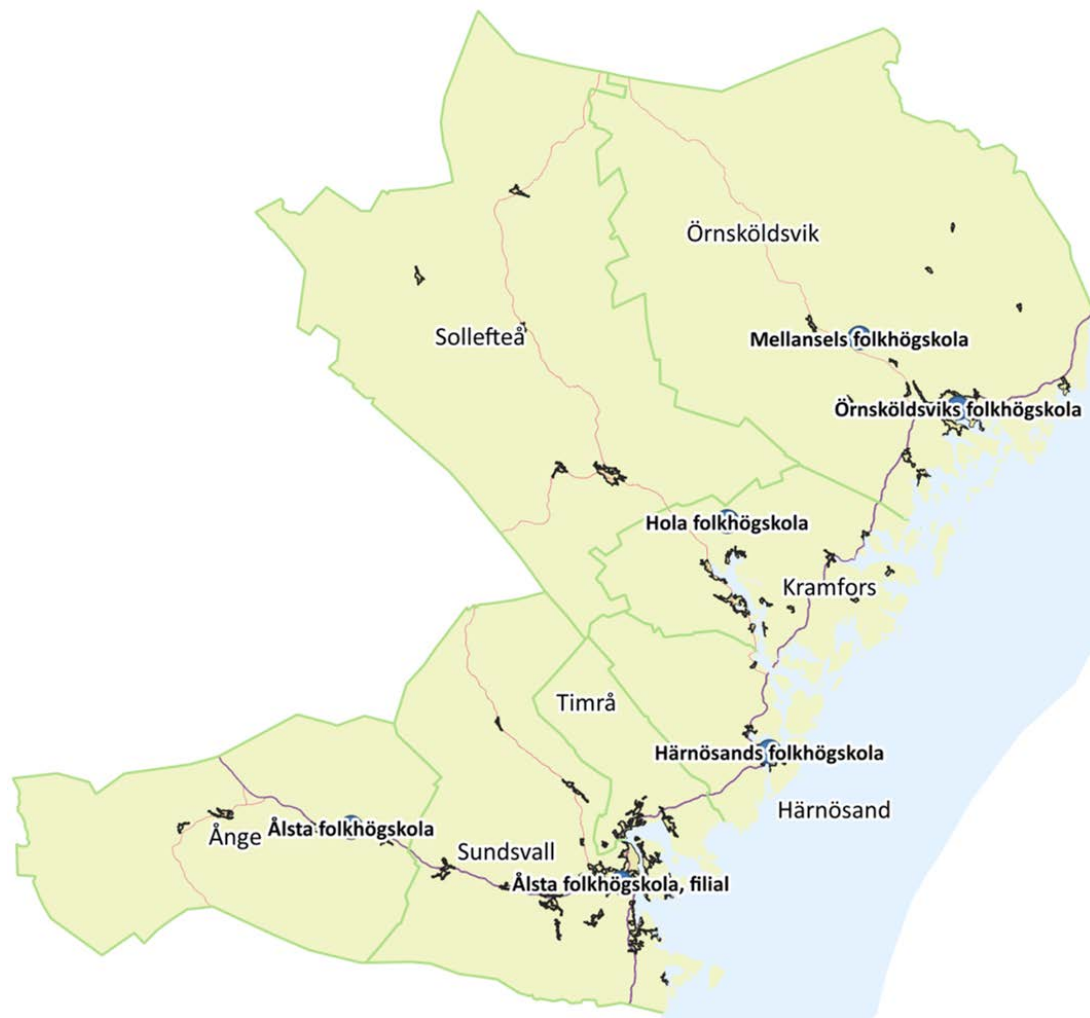 Örnsköldsvik
Sollefteå
Mellansels folkhögskola
Örnsköldsviks folkhögskola
Hola folkhögskola
Kramfors
Timrå
Härnösands folkhögskola
Härnösand
Ålsta folkhögskola
Ånge
Sundsvall
Ålsta folkhögskola, filial